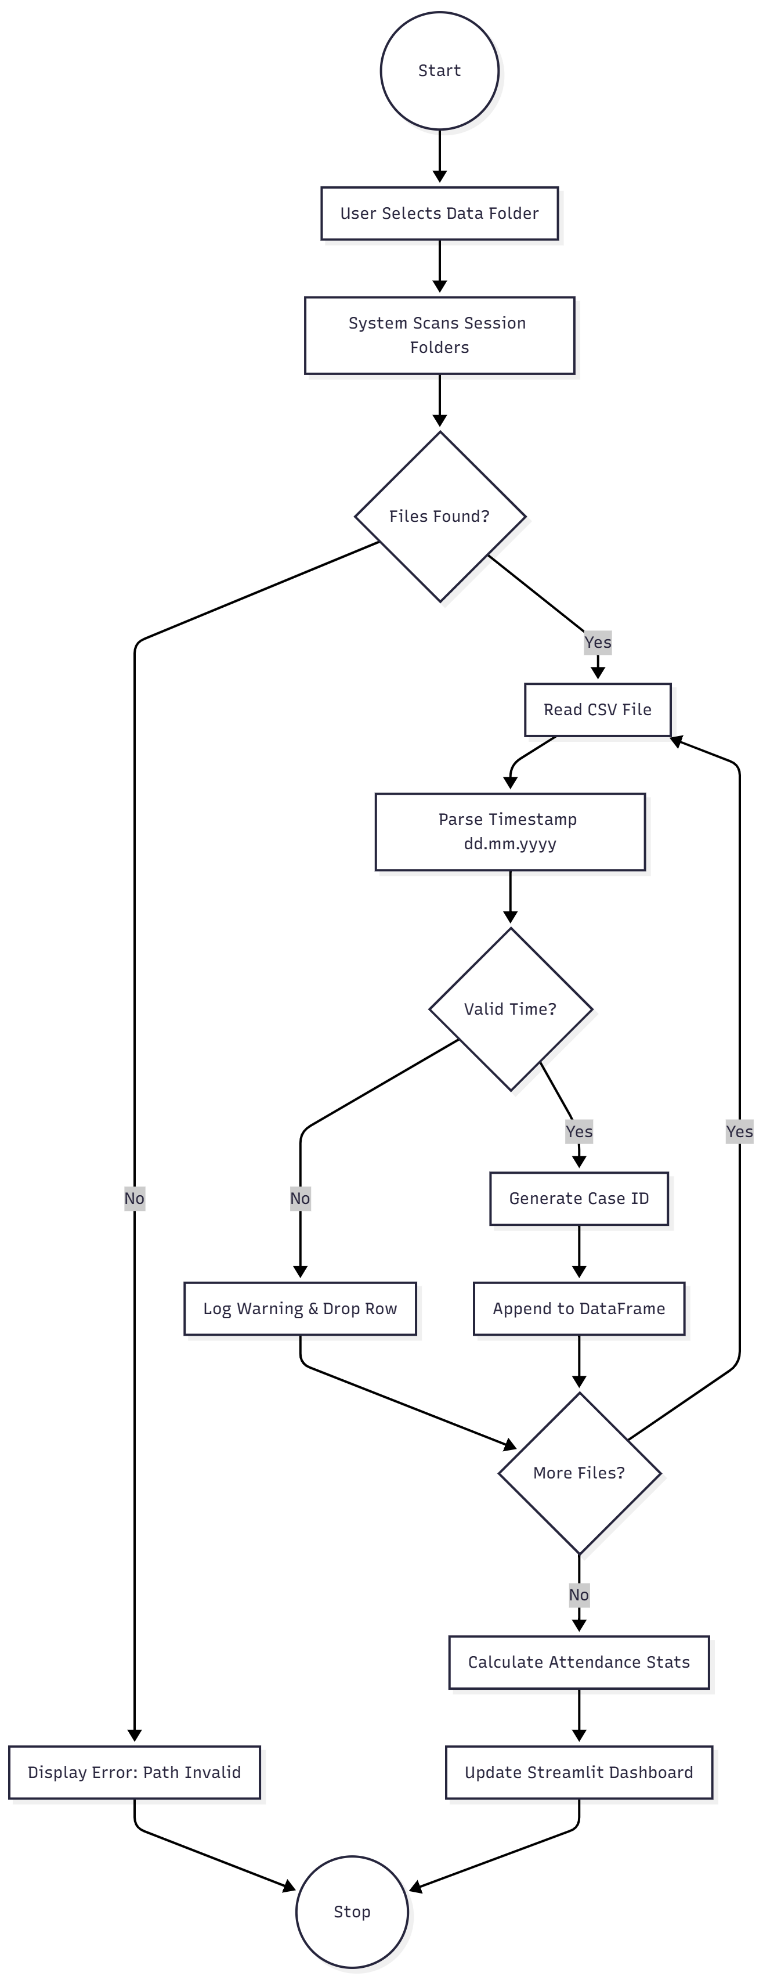 Start
User Selects Data Folder
System Scans Session
Folders
Files Found?
Yes
Read CSV File
Parse Timestamp
dd.mm.yyyy
Valid Time?
Yes
Yes
No
No
Generate Case ID
Log Warning & Drop Row
Append to DataFrame
More Files?
No
Calculate Attendance Stats
Display Error: Path Invalid
Update Streamlit Dashboard
Stop